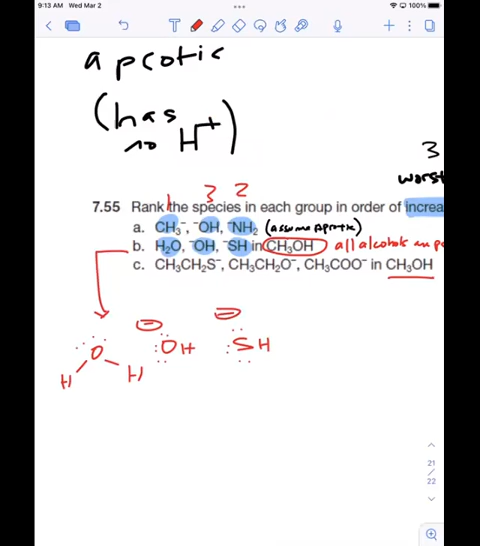 9:13 AM Wed Mar 2
100%
aprotic
(has
no H⁺)
3
worst
1 3 2
7.55 Rank the species in each group in order of increa
a. CH₃⁻, ⁻OH, ⁻NH₂ (assume aprotic)
b. H₂O, ⁻OH, ⁻SH in CH₃OH all alcohols are p
c. CH₃CH₂S⁻, CH₃CH₂O⁻, CH₃COO⁻ in CH₃OH
O OH SH
H H
21
/
22